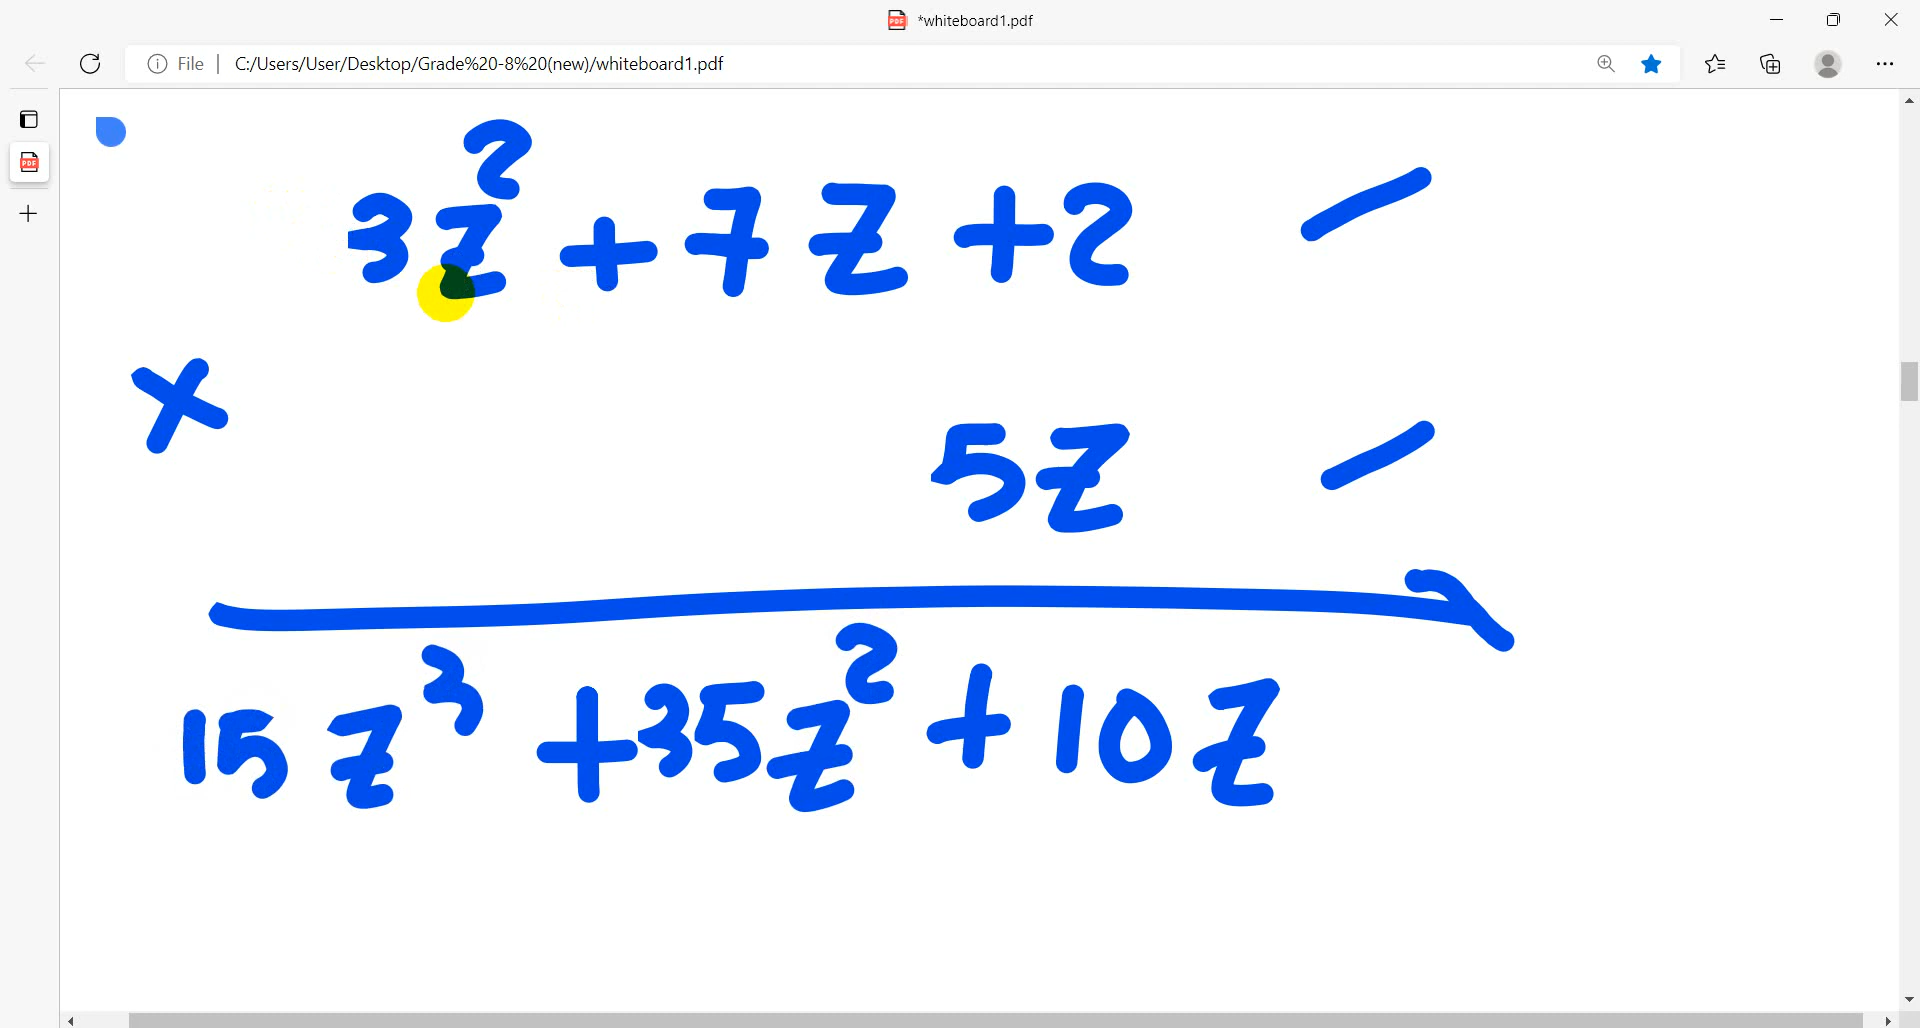 *whiteboard1.pdf
File | C:/Users/User/Desktop/Grade%20-8%20(new)/whiteboard1.pdf
3z² + 7z + 2 —
×
5z —
15z³ + 35z² + 10z